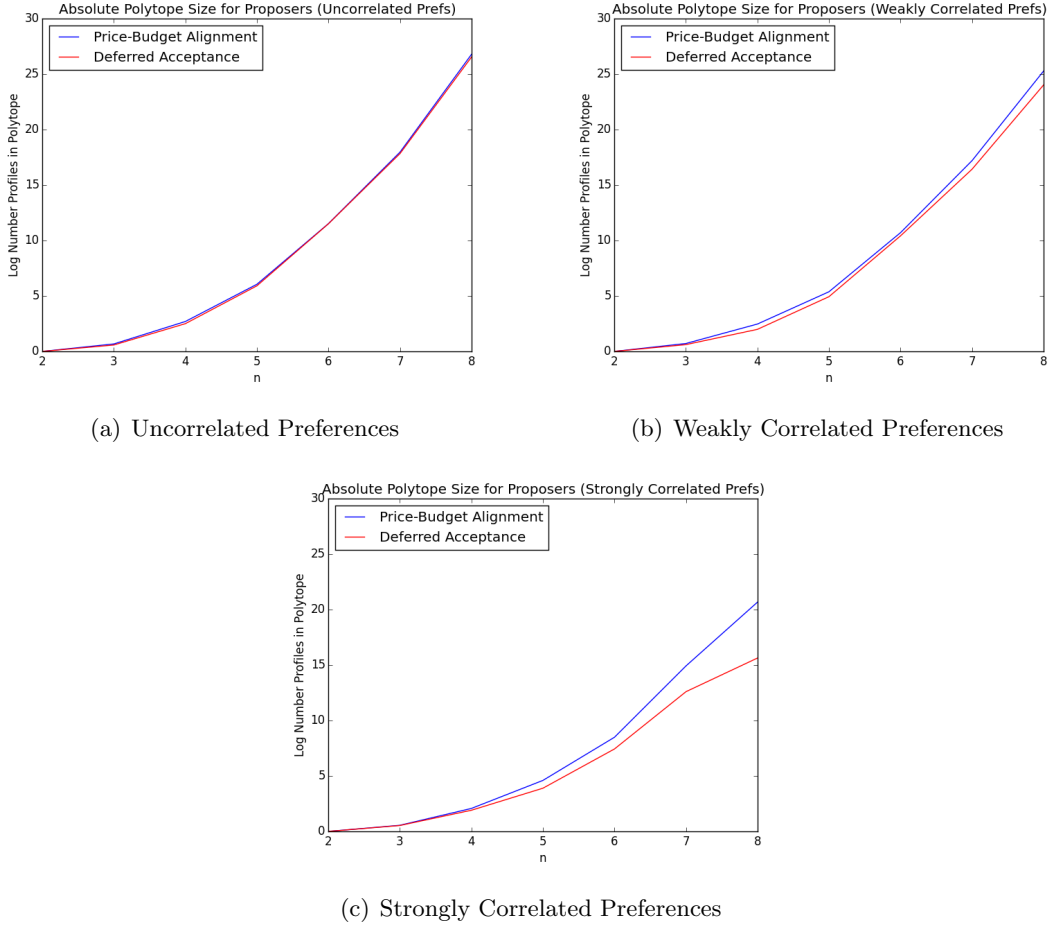 Absolute Polytope Size for Proposers (Uncorrelated Prefs)
30
25
20
15
10
5
0
Log Number Profiles in Polytope
Price-Budget Alignment
Deferred Acceptance
2 3 4 5 6 7 8
n
(a) Uncorrelated Preferences
Absolute Polytope Size for Proposers (Weakly Correlated Prefs)
30
25
20
15
10
5
0
Log Number Profiles in Polytope
Price-Budget Alignment
Deferred Acceptance
2 3 4 5 6 7 8
n
(b) Weakly Correlated Preferences
Absolute Polytope Size for Proposers (Strongly Correlated Prefs)
30
25
20
15
10
5
0
Log Number Profiles in Polytope
Price-Budget Alignment
Deferred Acceptance
2 3 4 5 6 7 8
n
(c) Strongly Correlated Preferences